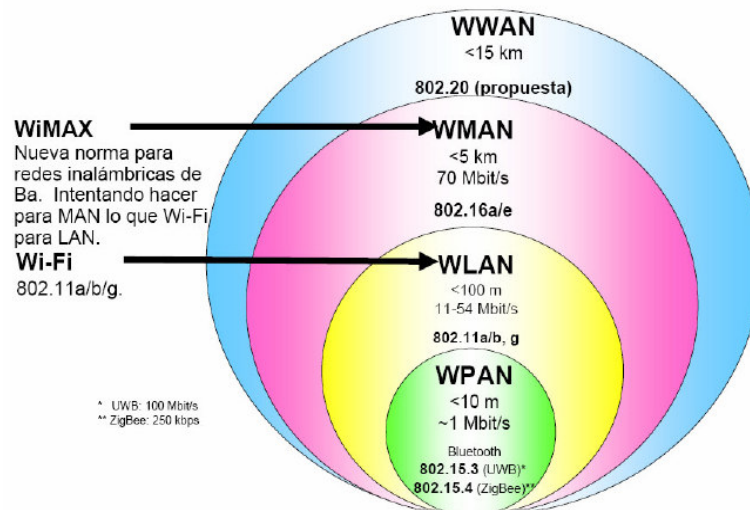 WWAN
<15 km
802.20 (propuesta)
WiMAX
Nueva norma para
redes inalámbricas de
Ba. Intentando hacer
para MAN lo que Wi-Fi
para LAN.
WMAN
<5 km
70 Mbit/s
802.16a/e
Wi-Fi
802.11a/b/g.
WLAN
<100 m
11-54 Mbit/s
802.11a/b, g
WPAN
<10 m
~1 Mbit/s
Bluetooth
802.15.3 (UWB)*
802.15.4 (ZigBee)**
* UWB: 100 Mbit/s
** ZigBee: 250 kbps